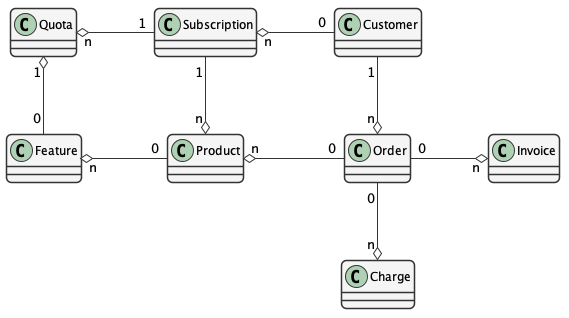 C Quota
n
1
C Subscription
n
0
C Customer
1
0
1
n
1
n
C Feature
n
0
C Product
n
0
C Order
0
n
C Invoice
0
n
C Charge